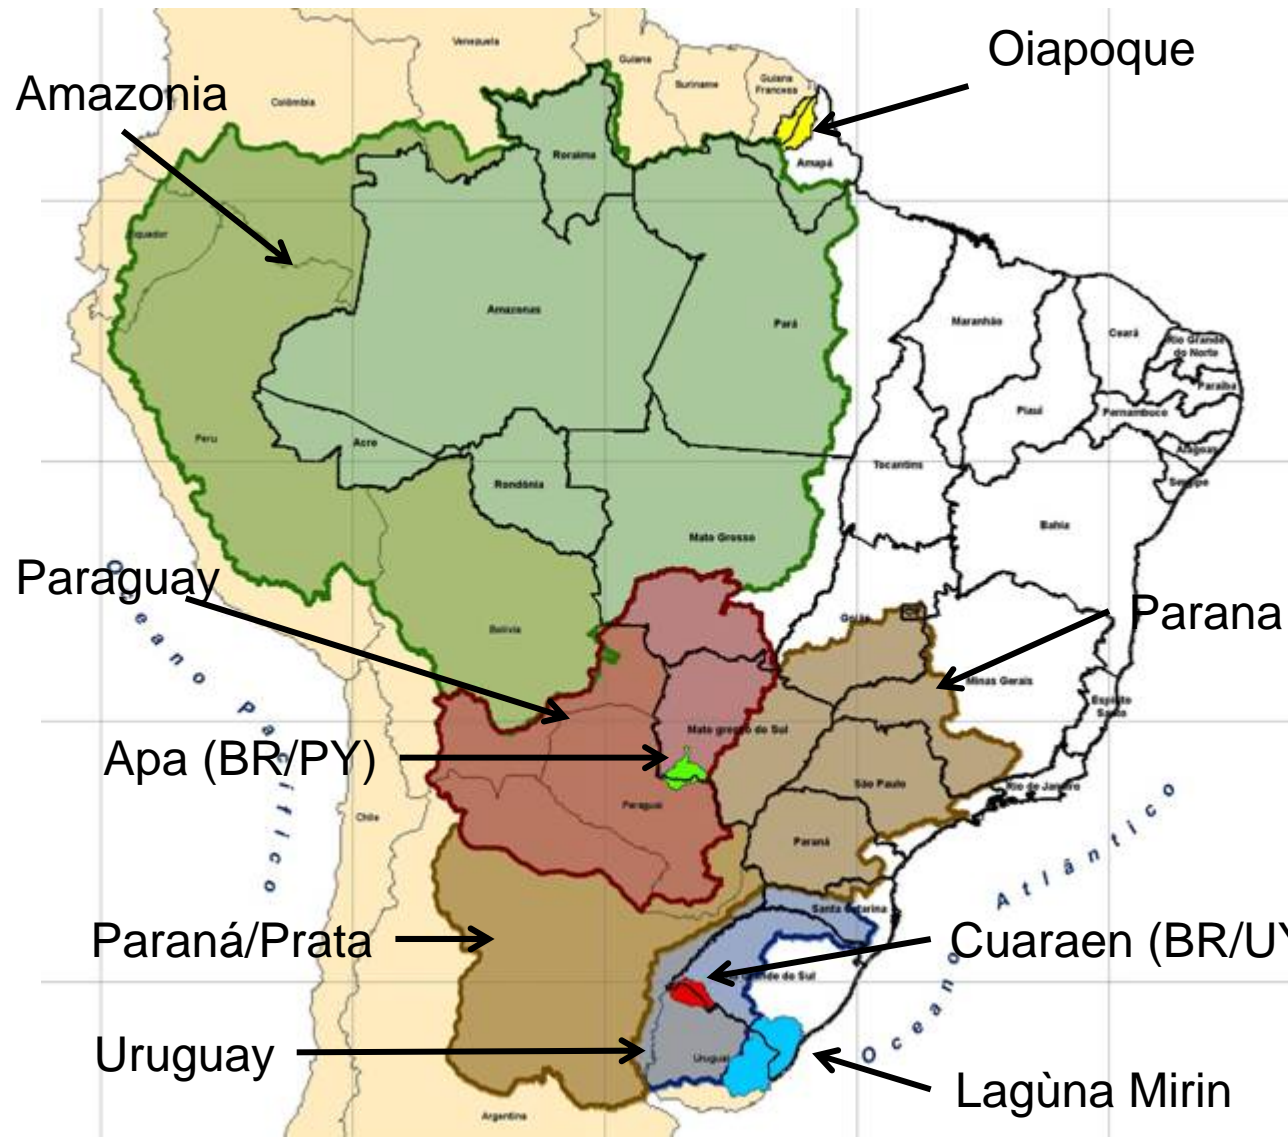 Oiapoque
Venezuela
Guiana
Suriname
Guiana
Francesa
Amazonia
Colômbia
Roraima
Amapá
Equador
Amazonas
Pará
Maranhão
Ceará
Rio Grande
do Norte
Paraíba
Piauí
Pernambuco
Peru
Acre
Alagoas
Tocantins
Sergipe
Rondônia
Bahia
Mato Grosso
Paraguay
Parana
Goiás
Bolívia
Minas Gerais
Espírito
Santo
Oceano Pacífico
Mato grosso do Sul
Apa (BR/PY)
São Paulo
Rio de Janeiro
Paraguai
Chile
Paraná
Oceano Atlântico
Santa Catarina
Paraná/Prata
Cuaraen (BR/UY
Grande do Sul
Uruguay
Uruguai
Lagùna Mirin
Argentina